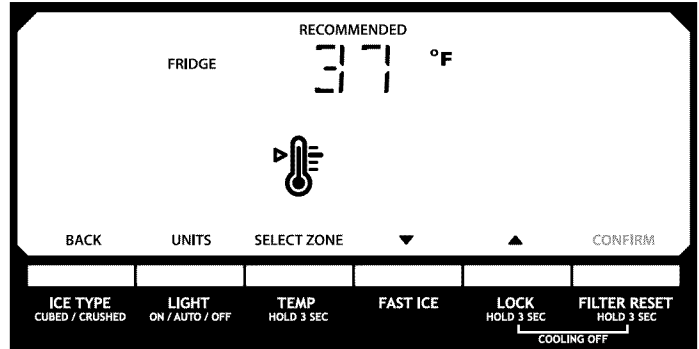 RECOMMENDED
FRIDGE 37 °F
BACK UNITS SELECT ZONE ▼ ▲ CONFIRM
ICE TYPE LIGHT TEMP FAST ICE LOCK FILTER RESET
CUBED / CRUSHED ON / AUTO / OFF HOLD 3 SEC HOLD 3 SEC HOLD 3 SEC
COOLING OFF